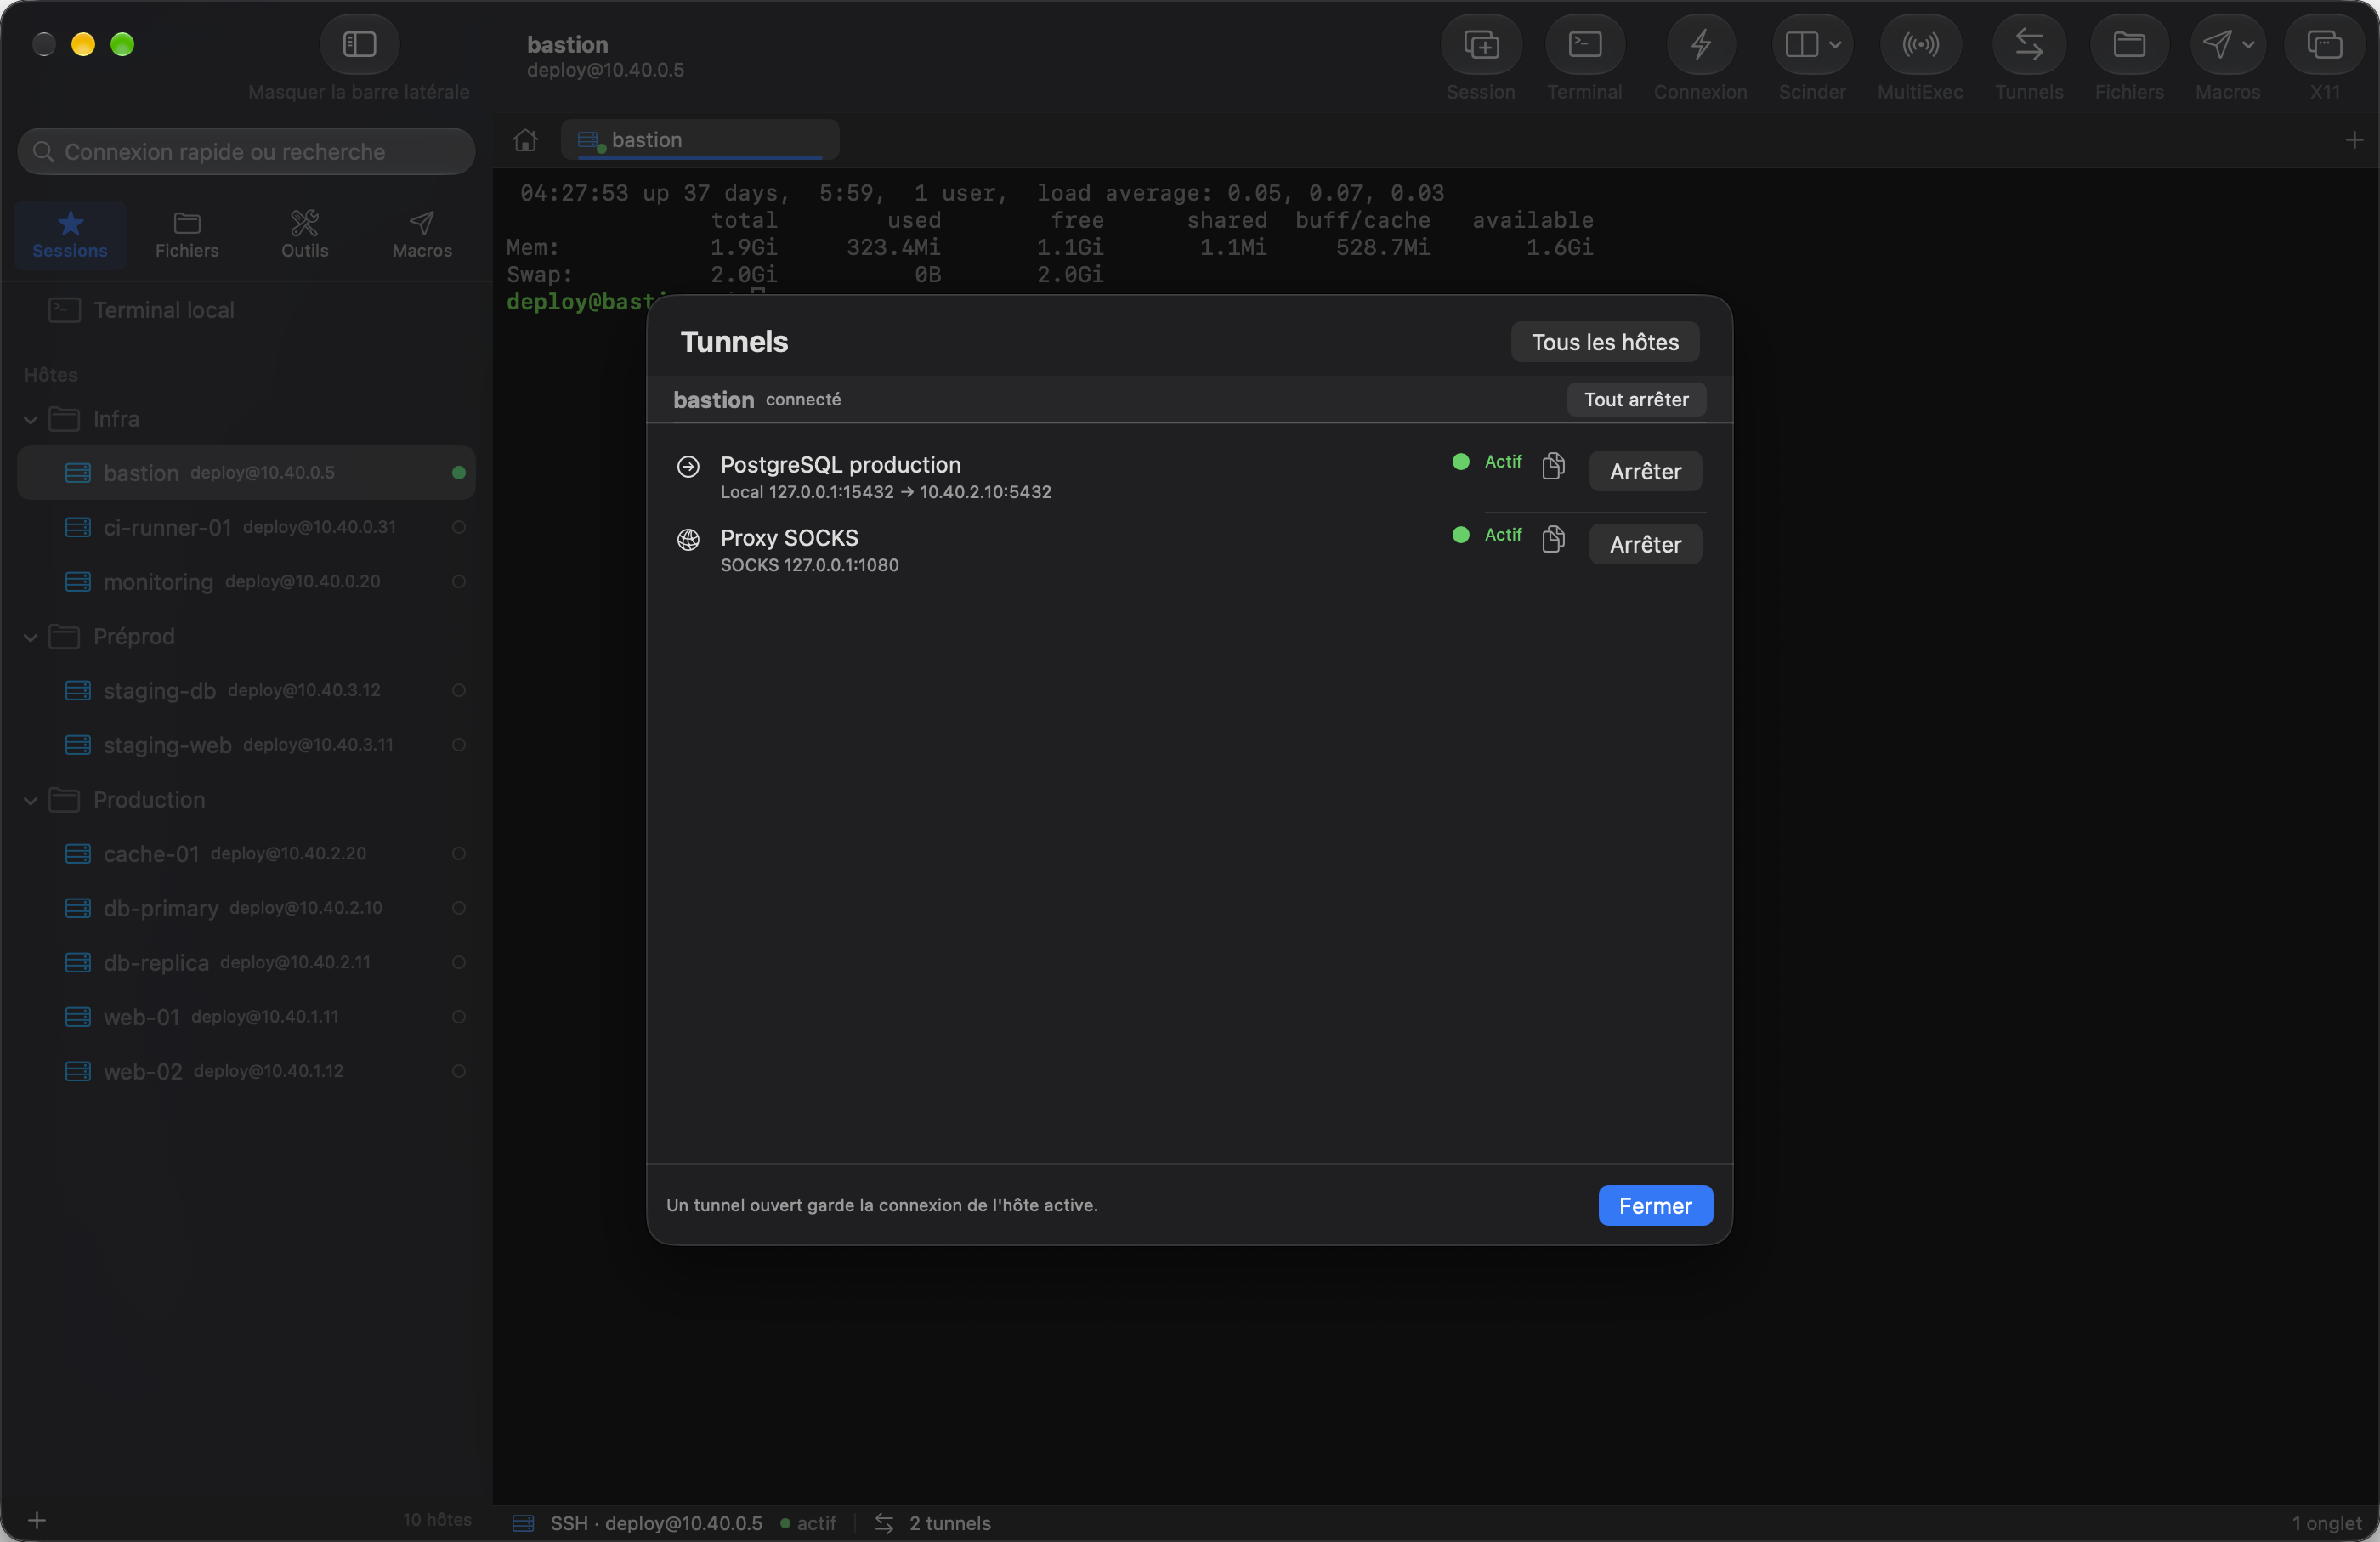 Masquer la barre latérale
bastion
deploy@10.40.0.5
Session
Terminal
Connexion
Scinder
MultiExec
Tunnels
Fichiers
Macros
X11
Connexion rapide ou recherche
Sessions
Fichiers
Outils
Macros
Terminal local
Hôtes
Infra
bastion deploy@10.40.0.5
ci-runner-01 deploy@10.40.0.31
monitoring deploy@10.40.0.20
Préprod
staging-db deploy@10.40.3.12
staging-web deploy@10.40.3.11
Production
cache-01 deploy@10.40.2.20
db-primary deploy@10.40.2.10
db-replica deploy@10.40.2.11
web-01 deploy@10.40.1.11
web-02 deploy@10.40.1.12
10 hôtes
bastion
04:27:53 up 37 days,  5:59,  1 user,  load average: 0.05, 0.07, 0.03
total used free shared buff/cache available
Mem: 1.9Gi 323.4Mi 1.1Gi 1.1Mi 528.7Mi 1.6Gi
Swap: 2.0Gi 0B 2.0Gi
Tunnels
Tous les hôtes
bastion connecté
Tout arrêter
PostgreSQL production
Local 127.0.0.1:15432 → 10.40.2.10:5432
Actif
Arrêter
Proxy SOCKS
SOCKS 127.0.0.1:1080
Actif
Arrêter
Un tunnel ouvert garde la connexion de l'hôte active.
Fermer
SSH · deploy@10.40.0.5 actif
2 tunnels
1 onglet